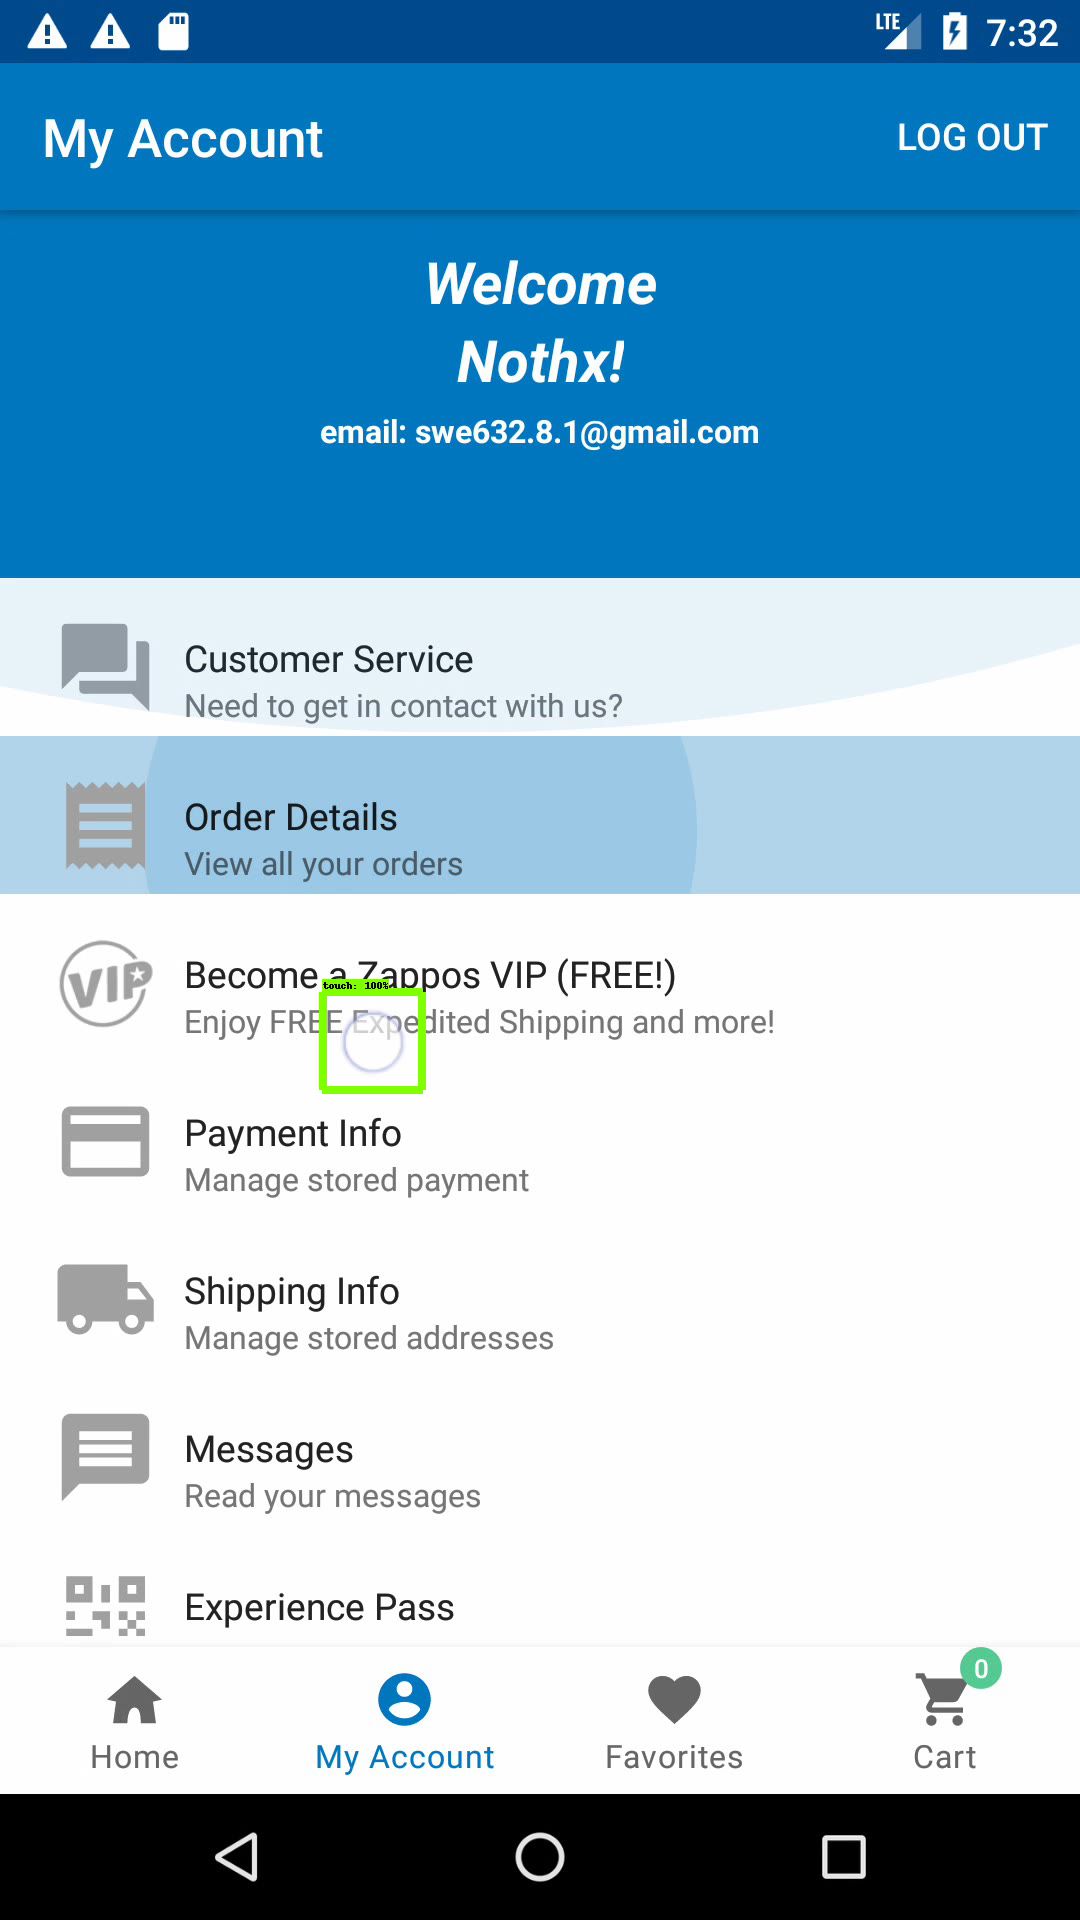 LTE 7:32
My Account LOG OUT
Welcome
Nothx!
email: swe632.8.1@gmail.com
Customer Service
Need to get in contact with us?
Order Details
View all your orders
VIP
Become a Zappos VIP (FREE!)
touch: 100%
Enjoy FREE Expedited Shipping and more!
Payment Info
Manage stored payment
Shipping Info
Manage stored addresses
Messages
Read your messages
Experience Pass
0
Home My Account Favorites Cart